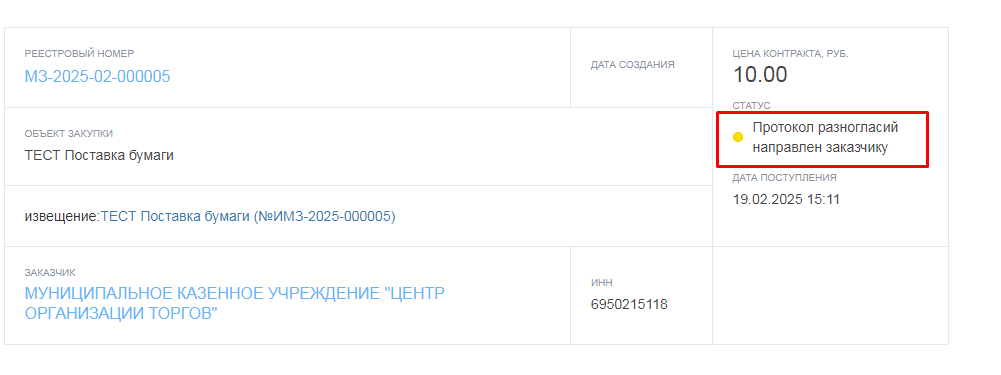 РЕЕСТРОВЫЙ НОМЕР
МЗ-2025-02-000005
ДАТА СОЗДАНИЯ
ЦЕНА КОНТРАКТА, РУБ.
10.00
СТАТУС
Протокол разногласий
направлен заказчику
ДАТА ПОСТУПЛЕНИЯ
19.02.2025 15:11
ОБЪЕКТ ЗАКУПКИ
ТЕСТ Поставка бумаги
извещение:ТЕСТ Поставка бумаги (№ИМЗ-2025-000005)
ЗАКАЗЧИК
МУНИЦИПАЛЬНОЕ КАЗЕННОЕ УЧРЕЖДЕНИЕ "ЦЕНТР
ОРГАНИЗАЦИИ ТОРГОВ"
ИНН
6950215118